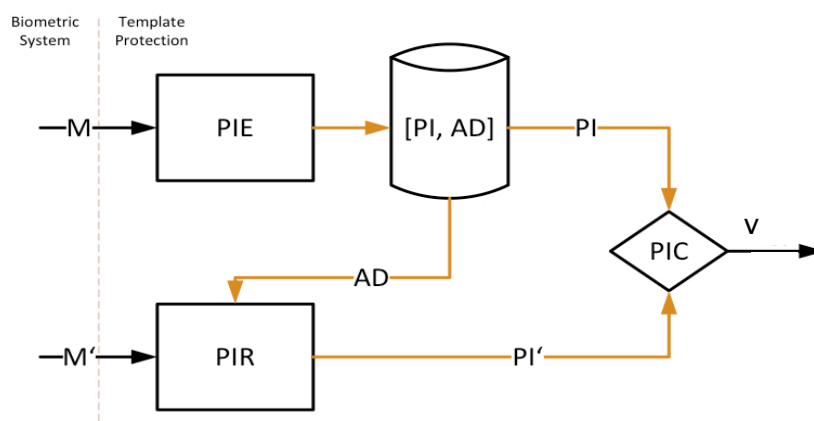 Biometric
System
Template
Protection
M
PIE
[PI, AD]
PI
PIC
V
AD
M‘
PIR
PI‘